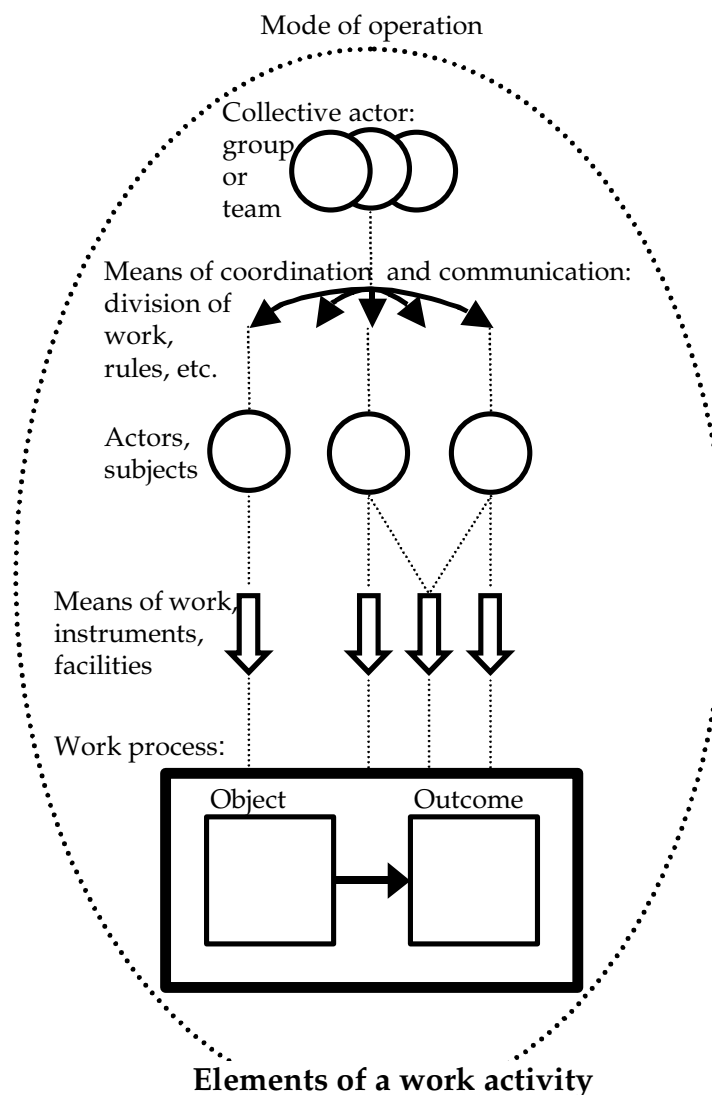 Mode of operation
Collective actor:
group
or
team
Means of coordination and communication:
division of
work,
rules, etc.
Actors,
subjects
Means of work,
instruments,
facilities
Work process:
Object
Outcome
Elements of a work activity